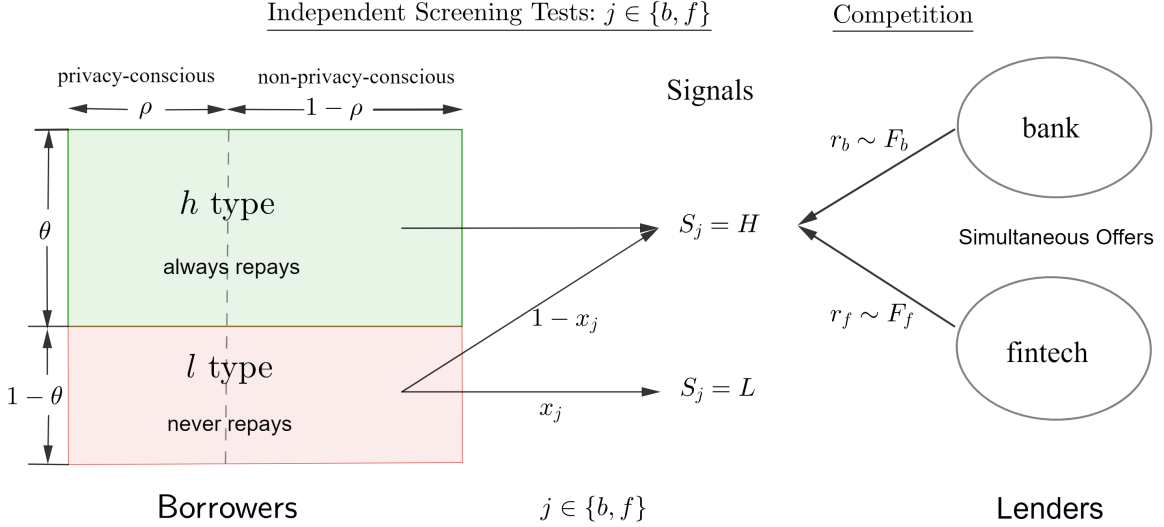 Independent Screening Tests: j ∈ {b, f}
Competition
privacy-conscious
non-privacy-conscious
ρ
1 − ρ
Signals
bank
r_b ∼ F_b
θ
h type
always repays
S_j = H
Simultaneous Offers
1 − x_j
r_f ∼ F_f
fintech
1 − θ
l type
never repays
S_j = L
x_j
Borrowers
j ∈ {b, f}
Lenders